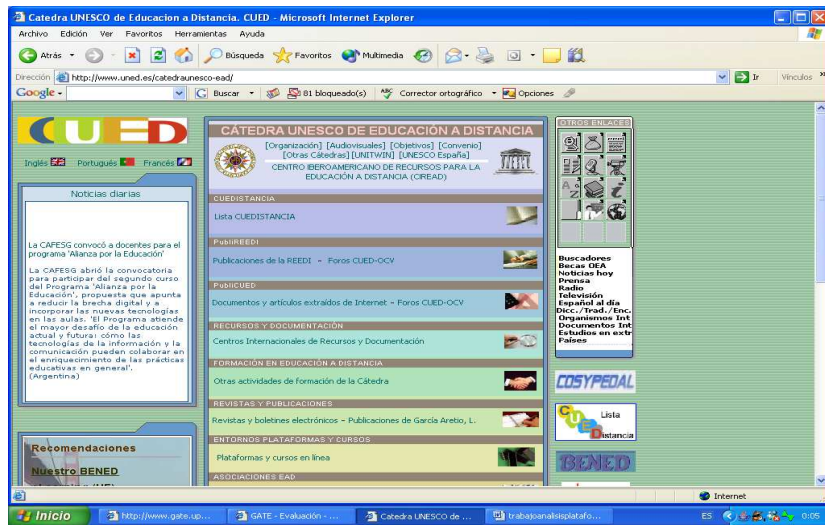 Catedra UNESCO de Educacion a Distancia. CUED - Microsoft Internet Explorer
Archivo Edición Ver Favoritos Herramientas Ayuda
Atrás Búsqueda Favoritos Multimedia
Dirección http://www.uned.es/catedraunesco-ead/ Ir Vínculos »
Google Buscar 81 bloqueado(s) ABC Corrector ortográfico Opciones
CUED
Inglés Portugués Francés
Noticias diarias
La CAFESG convocó a docentes para el
programa 'Alianza por la Educación'
La CAFESG abrió la convocatoria
para participar del segundo curso
del Programa 'Alianza por la
Educación', propuesta que apunta
a reducir la brecha digital y a
incorporar las nuevas tecnologías
en las aulas. 'El Programa atiende
el mayor desafío de la educación
actual y futura: cómo las
tecnologías de la información y la
comunicación pueden colaborar en
el enriquecimiento de las prácticas
educativas en general'.
(Argentina)
Recomendaciones
Nuestro BENED
CÁTEDRA UNESCO DE EDUCACIÓN A DISTANCIA
[Organización] [Audiovisuales] [Objetivos] [Convenio]
[Otras Cátedras] [UNITWIN] [UNESCO España]
CENTRO IBEROAMERICANO DE RECURSOS PARA LA
EDUCACIÓN A DISTANCIA (CIREAD)
CUEDISTANCIA
Lista CUEDISTANCIA
PubliREEDI
Publicaciones de la REEDI - Foros CUED-OCV
PubliCUED
Documentos y artículos extraídos de Internet - Foros CUED-OCV
RECURSOS Y DOCUMENTACIÓN
Centros Internacionales de Recursos y Documentación
FORMACIÓN EN EDUCACIÓN A DISTANCIA
Otras actividades de formación de la Cátedra
REVISTAS Y PUBLICACIONES
Revistas y boletines electrónicos - Publicaciones de García Aretio, L.
ENTORNOS PLATAFORMAS Y CURSOS
Plataformas y cursos en línea
ASOCIACIONES EAD
OTROS ENLACES
A Z
Buscadores
Becas OEA
Noticias hoy
Prensa
Radio
Televisión
Español al día
Dicc./Trad./Enc.
Organismos Int
Documentos Int
Estudios en extr
Países
COSYPEDAL
CUED Lista
Distancia
BENED
Internet
Inicio http://www.gate.up... GATE - Evaluación - ... Catedra UNESCO de ... trabajoanalisisplatafo... ES 0:05